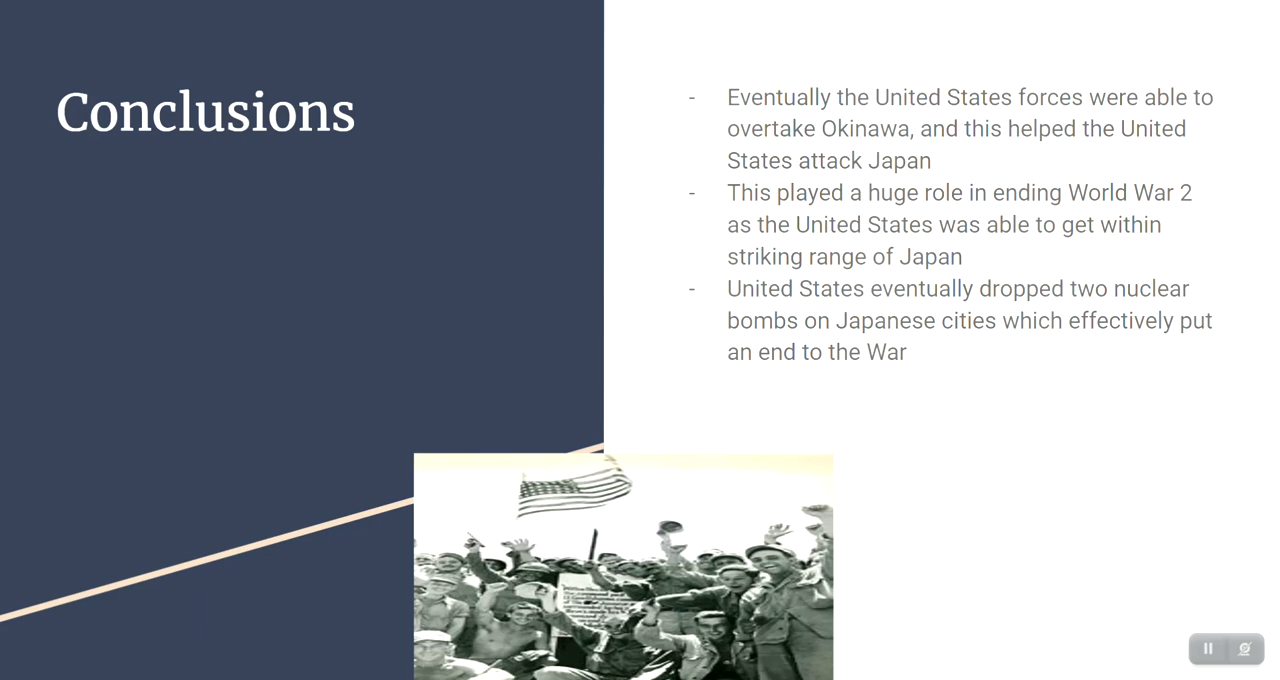 Conclusions
- Eventually the United States forces were able to
overtake Okinawa, and this helped the United
States attack Japan
- This played a huge role in ending World War 2
as the United States was able to get within
striking range of Japan
- United States eventually dropped two nuclear
bombs on Japanese cities which effectively put
an end to the War